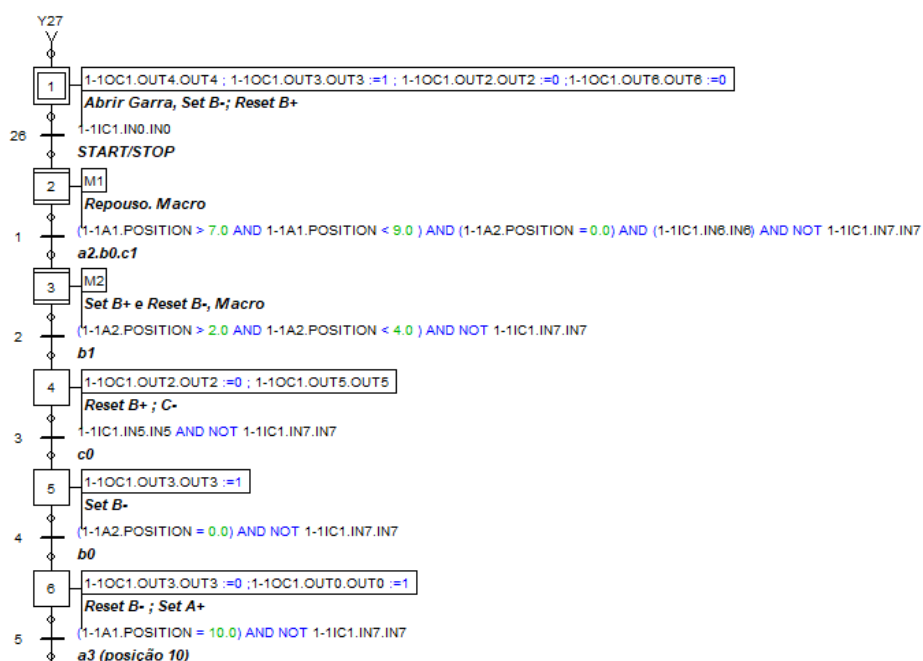 Y27
1
1-1OC1.OUT4.OUT4 ; 1-1OC1.OUT3.OUT3 :=1 ; 1-1OC1.OUT2.OUT2 :=0 ;1-1OC1.OUT6.OUT6 :=0
Abrir Garra, Set B-; Reset B+
26
1-1IC1.IN0.IN0
START/STOP
2
M1
Repouso. Macro
1
(1-1A1.POSITION > 7.0 AND 1-1A1.POSITION < 9.0 ) AND (1-1A2.POSITION = 0.0) AND (1-1IC1.IN6.IN6) AND NOT 1-1IC1.IN7.IN7
a2.b0.c1
3
M2
Set B+ e Reset B-, Macro
2
(1-1A2.POSITION > 2.0 AND 1-1A2.POSITION < 4.0 ) AND NOT 1-1IC1.IN7.IN7
b1
4
1-1OC1.OUT2.OUT2 :=0 ; 1-1OC1.OUT5.OUT5
Reset B+ ; C-
3
1-1IC1.IN5.IN5 AND NOT 1-1IC1.IN7.IN7
c0
5
1-1OC1.OUT3.OUT3 :=1
Set B-
4
(1-1A2.POSITION = 0.0) AND NOT 1-1IC1.IN7.IN7
b0
6
1-1OC1.OUT3.OUT3 :=0 ;1-1OC1.OUT0.OUT0 :=1
Reset B- ; Set A+
5
(1-1A1.POSITION = 10.0) AND NOT 1-1IC1.IN7.IN7
a3 (posição 10)